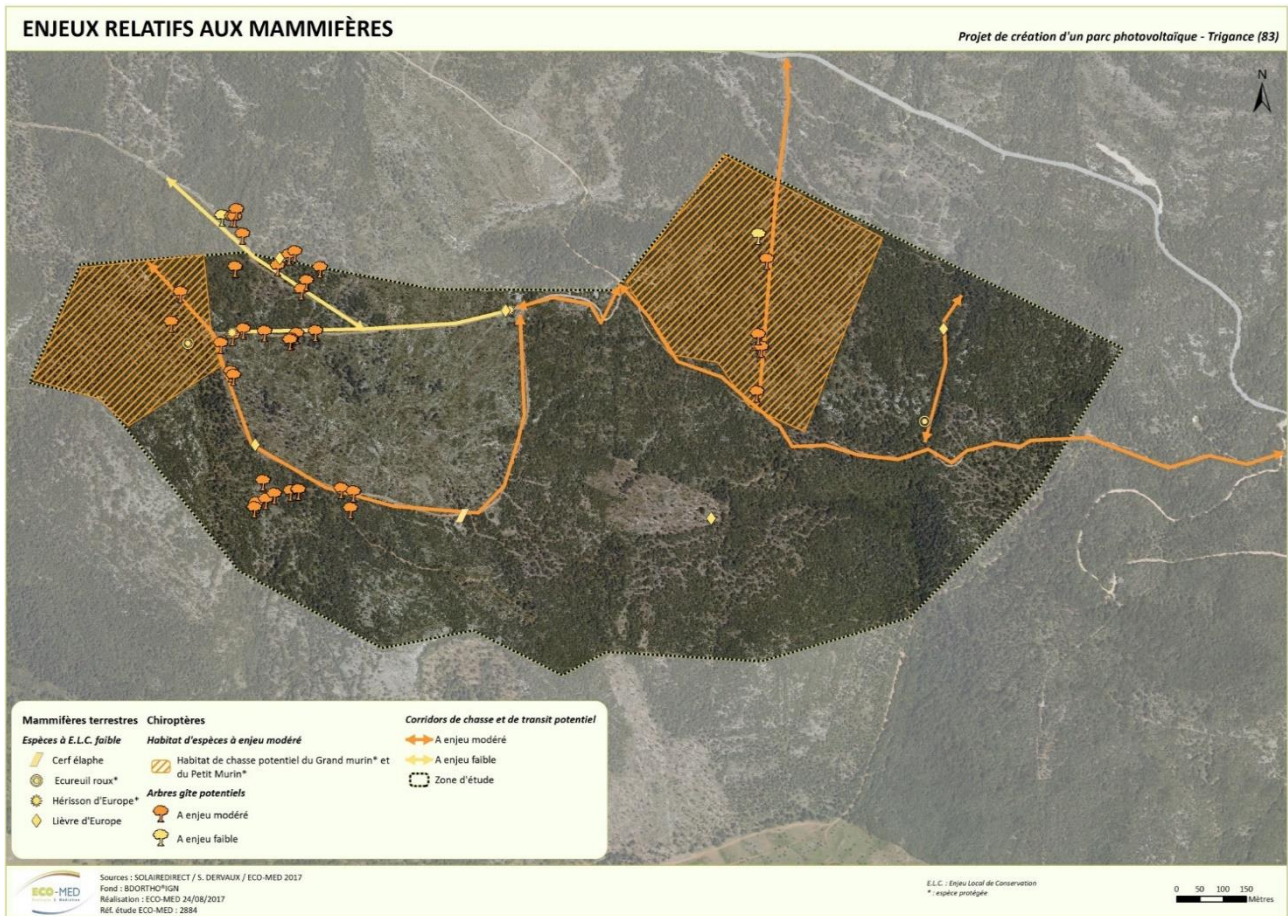 ENJEUX RELATIFS AUX MAMMIFÈRES
Projet de création d'un parc photovoltaïque - Trigance (83)
N
Mammifères terrestres
Espèces à E.L.C. faible
Cerf élaphe
Ecureuil roux*
Hérisson d'Europe*
Lièvre d'Europe
Chiroptères
Habitat d'espèces à enjeu modéré
Habitat de chasse potentiel du Grand murin* et
du Petit Murin*
Arbres gîte potentiels
A enjeu modéré
A enjeu faible
Corridors de chasse et de transit potentiel
A enjeu modéré
A enjeu faible
Zone d'étude
ECO-MED
Sources : SOLAIREDIRECT / S. DERVAUX / ECO-MED 2017
Fond : BDORTHO®IGN
Réalisation : ECO-MED 24/08/2017
Réf. étude ECO-MED : 2884
E.L.C. : Enjeu Local de Conservation
* : espèce protégée
0 50 100 150
Mètres